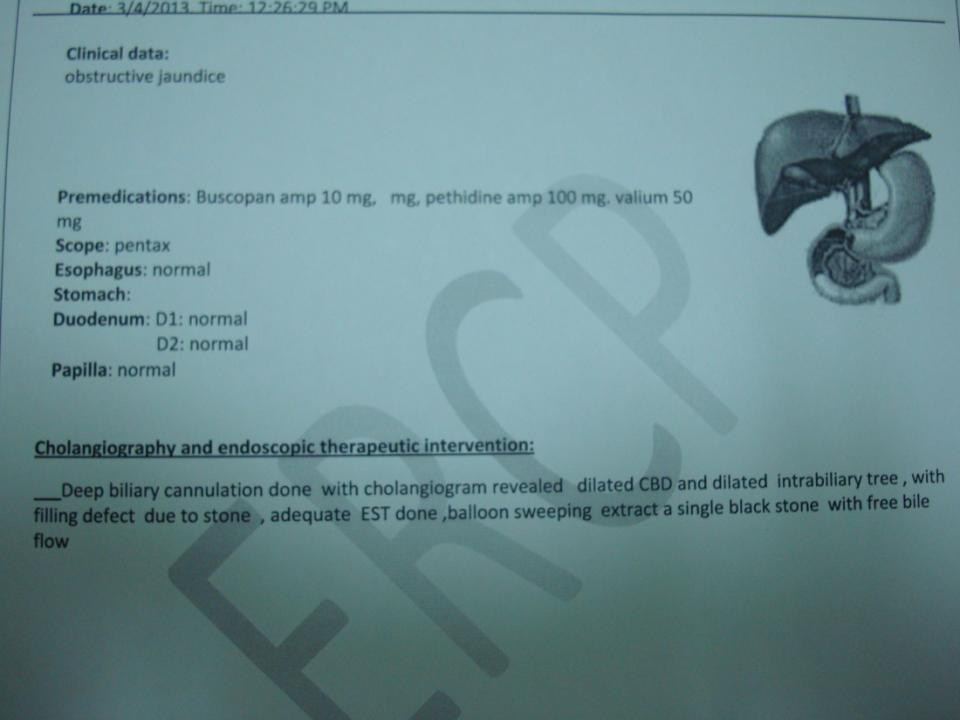 Date: 3/4/2013. Time: 12:26:29 PM
Clinical data:
obstructive jaundice
Premedications: Buscopan amp 10 mg, mg, pethidine amp 100 mg. valium 50
mg
Scope: pentax
Esophagus: normal
Stomach:
Duodenum: D1: normal
D2: normal
Papilla: normal
Cholangiography and endoscopic therapeutic intervention:
__Deep biliary cannulation done with cholangiogram revealed dilated CBD and dilated intrabiliary tree , with
filling defect due to stone , adequate EST done ,balloon sweeping extract a single black stone with free bile
flow
ERCP